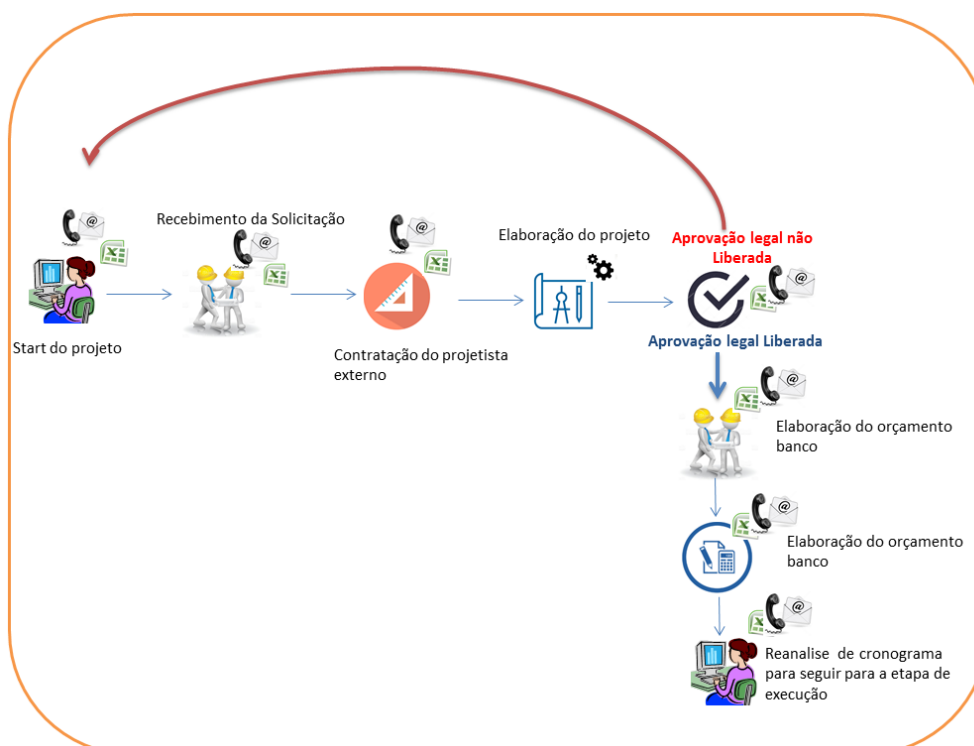 Recebimento da Solicitação
Start do projeto
Contratação do projetista
externo
Elaboração do projeto
Aprovação legal não
Liberada
Aprovação legal Liberada
Elaboração do orçamento
banco
Elaboração do orçamento
banco
Reanalise de cronograma
para seguir para a etapa de
execução